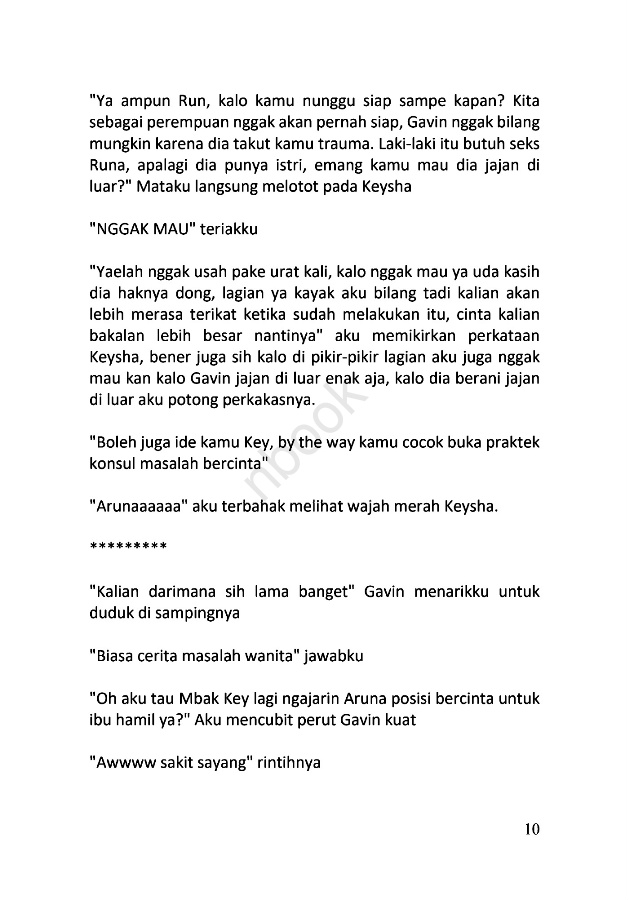 "Ya ampun Run, kalo kamu nunggu siap sampe kapan? Kita
sebagai perempuan nggak akan pernah siap, Gavin nggak bilang
mungkin karena dia takut kamu trauma. Laki-laki itu butuh seks
Runa, apalagi dia punya istri, emang kamu mau dia jajan di
luar?" Mataku langsung melotot pada Keysha
"NGGAK MAU" teriakku
"Yaelah nggak usah pake urat kali, kalo nggak mau ya uda kasih
dia haknya dong, lagian ya kayak aku bilang tadi kalian akan
lebih merasa terikat ketika sudah melakukan itu, cinta kalian
bakalan lebih besar nantinya" aku memikirkan perkataan
Keysha, bener juga sih kalo di pikir-pikir lagian aku juga nggak
mau kan kalo Gavin jajan di luar enak aja, kalo dia berani jajan
di luar aku potong perkakasnya.
"Boleh juga ide kamu Key, by the way kamu cocok buka praktek
konsul masalah bercinta"
"Arunaaaaaa" aku terbahak melihat wajah merah Keysha.
*********
"Kalian darimana sih lama banget" Gavin menarikku untuk
duduk di sampingnya
"Biasa cerita masalah wanita" jawabku
"Oh aku tau Mbak Key lagi ngajarin Aruna posisi bercinta untuk
ibu hamil ya?" Aku mencubit perut Gavin kuat
"Awwww sakit sayang" rintihnya
10